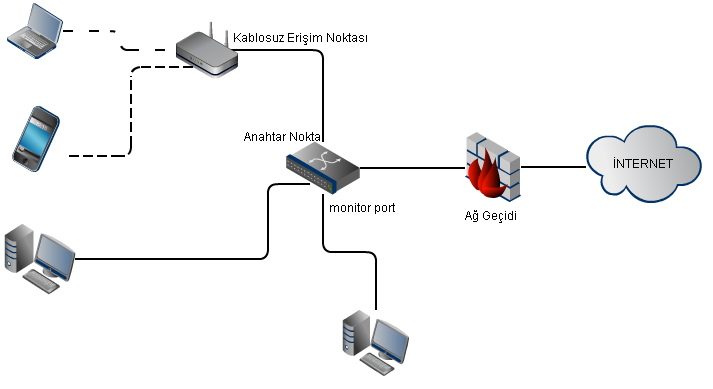 Kablosuz Erişim Noktası
Anahtar Nokta
monitor port
Ağ Geçidi
İNTERNET